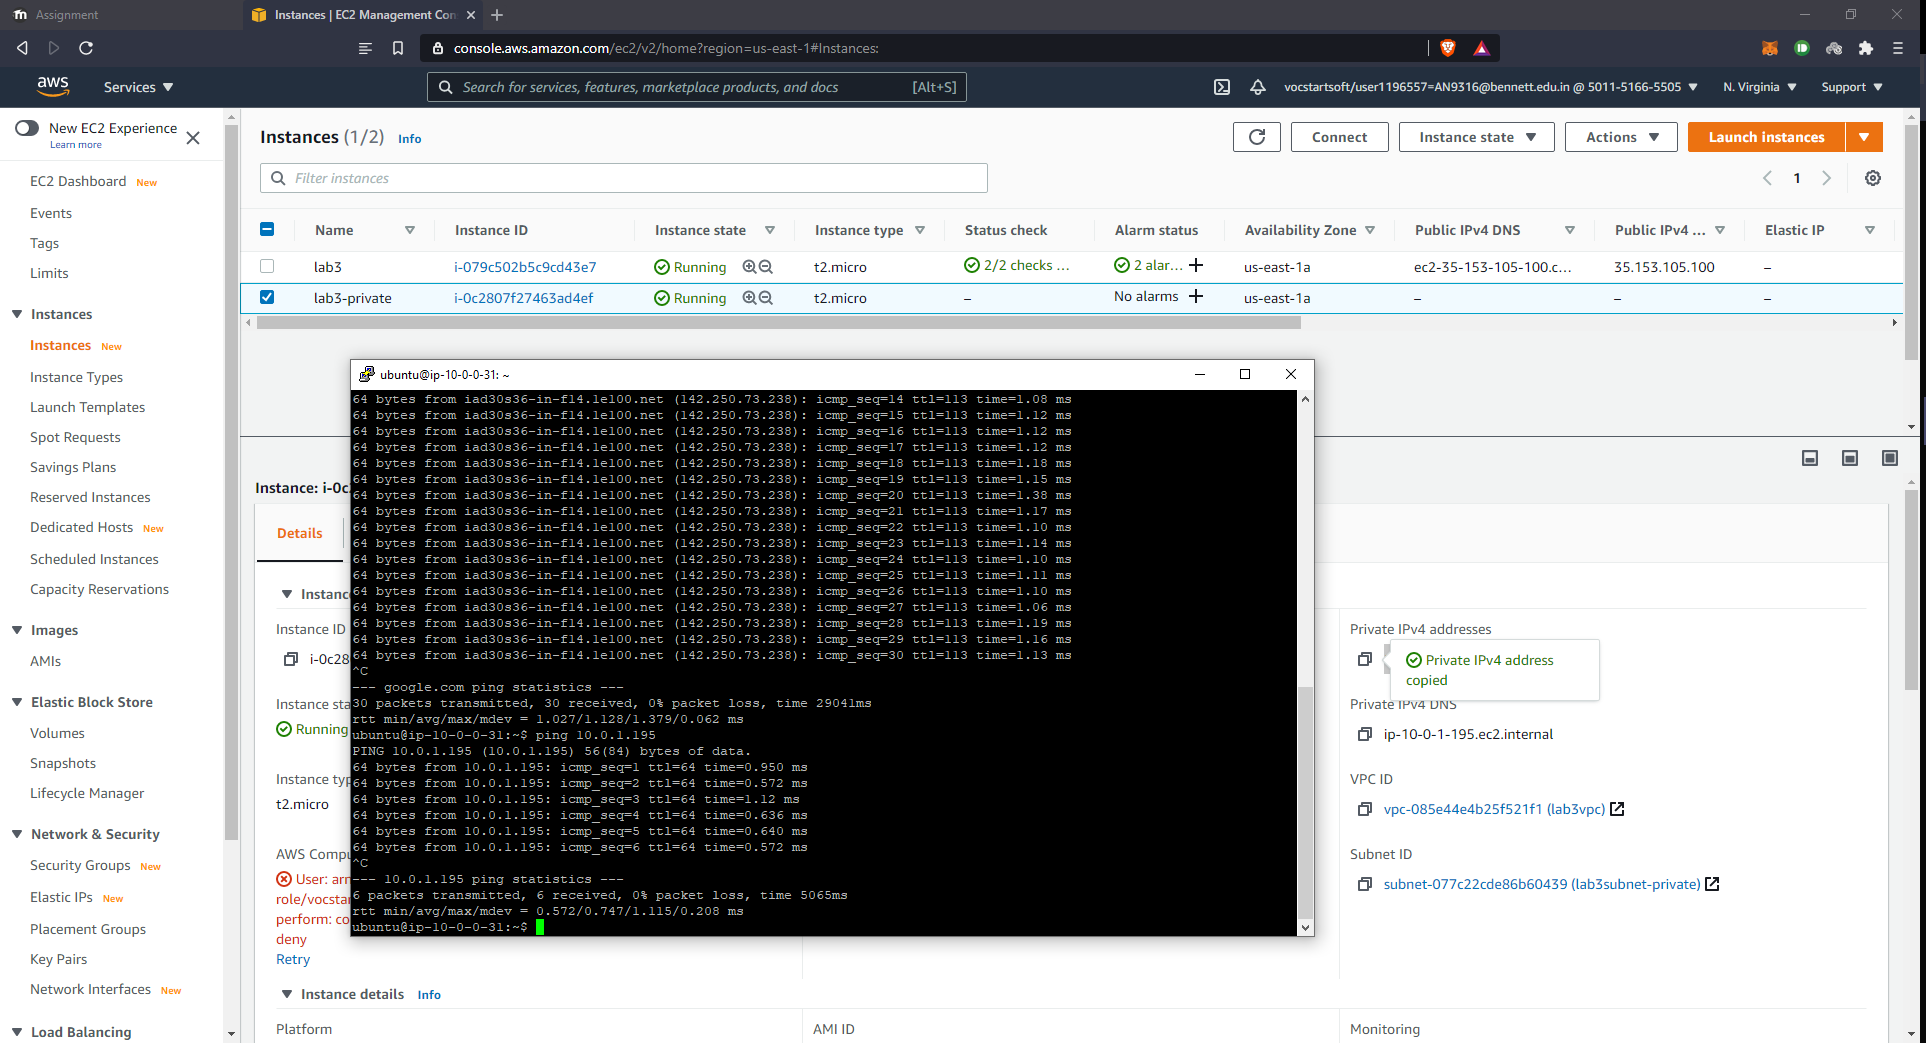 Assignment
Instances | EC2 Management Con
console.aws.amazon.com/ec2/v2/home?region=us-east-1#Instances:
aws
Services
Search for services, features, marketplace products, and docs [Alt+S]
vocstartsoft/user1196557=AN9316@bennett.edu.in @ 5011-5166-5505
N. Virginia
Support
New EC2 Experience
Learn more
EC2 Dashboard New
Events
Tags
Limits
Instances
Instances New
Instance Types
Launch Templates
Spot Requests
Savings Plans
Reserved Instances
Dedicated Hosts New
Scheduled Instances
Capacity Reservations
Images
AMIs
Elastic Block Store
Volumes
Snapshots
Lifecycle Manager
Network & Security
Security Groups New
Elastic IPs New
Placement Groups
Key Pairs
Network Interfaces New
Load Balancing
Instances (1/2) Info
Connect
Instance state
Actions
Launch instances
Filter instances
1
Name Instance ID Instance state Instance type Status check Alarm status Availability Zone Public IPv4 DNS Public IPv4 ... Elastic IP
lab3 i-079c502b5c9cd43e7 Running t2.micro 2/2 checks ... 2 alar... + us-east-1a ec2-35-153-105-100.c... 35.153.105.100 –
lab3-private i-0c2807f27463ad4ef Running t2.micro – No alarms + us-east-1a – – –
ubuntu@ip-10-0-0-31: ~
64 bytes from iad30s36-in-f14.1e100.net (142.250.73.238): icmp_seq=14 ttl=113 time=1.08 ms
64 bytes from iad30s36-in-f14.1e100.net (142.250.73.238): icmp_seq=15 ttl=113 time=1.12 ms
64 bytes from iad30s36-in-f14.1e100.net (142.250.73.238): icmp_seq=16 ttl=113 time=1.12 ms
64 bytes from iad30s36-in-f14.1e100.net (142.250.73.238): icmp_seq=17 ttl=113 time=1.12 ms
64 bytes from iad30s36-in-f14.1e100.net (142.250.73.238): icmp_seq=18 ttl=113 time=1.18 ms
64 bytes from iad30s36-in-f14.1e100.net (142.250.73.238): icmp_seq=19 ttl=113 time=1.15 ms
64 bytes from iad30s36-in-f14.1e100.net (142.250.73.238): icmp_seq=20 ttl=113 time=1.38 ms
64 bytes from iad30s36-in-f14.1e100.net (142.250.73.238): icmp_seq=21 ttl=113 time=1.17 ms
64 bytes from iad30s36-in-f14.1e100.net (142.250.73.238): icmp_seq=22 ttl=113 time=1.10 ms
64 bytes from iad30s36-in-f14.1e100.net (142.250.73.238): icmp_seq=23 ttl=113 time=1.14 ms
64 bytes from iad30s36-in-f14.1e100.net (142.250.73.238): icmp_seq=24 ttl=113 time=1.10 ms
64 bytes from iad30s36-in-f14.1e100.net (142.250.73.238): icmp_seq=25 ttl=113 time=1.11 ms
64 bytes from iad30s36-in-f14.1e100.net (142.250.73.238): icmp_seq=26 ttl=113 time=1.10 ms
64 bytes from iad30s36-in-f14.1e100.net (142.250.73.238): icmp_seq=27 ttl=113 time=1.06 ms
64 bytes from iad30s36-in-f14.1e100.net (142.250.73.238): icmp_seq=28 ttl=113 time=1.19 ms
64 bytes from iad30s36-in-f14.1e100.net (142.250.73.238): icmp_seq=29 ttl=113 time=1.16 ms
64 bytes from iad30s36-in-f14.1e100.net (142.250.73.238): icmp_seq=30 ttl=113 time=1.13 ms
^C
--- google.com ping statistics ---
30 packets transmitted, 30 received, 0% packet loss, time 29041ms
rtt min/avg/max/mdev = 1.027/1.128/1.379/0.062 ms
ubuntu@ip-10-0-0-31:~$ ping 10.0.1.195
PING 10.0.1.195 (10.0.1.195) 56(84) bytes of data.
64 bytes from 10.0.1.195: icmp_seq=1 ttl=64 time=0.950 ms
64 bytes from 10.0.1.195: icmp_seq=2 ttl=64 time=0.572 ms
64 bytes from 10.0.1.195: icmp_seq=3 ttl=64 time=1.12 ms
64 bytes from 10.0.1.195: icmp_seq=4 ttl=64 time=0.636 ms
64 bytes from 10.0.1.195: icmp_seq=5 ttl=64 time=0.640 ms
64 bytes from 10.0.1.195: icmp_seq=6 ttl=64 time=0.572 ms
^C
--- 10.0.1.195 ping statistics ---
6 packets transmitted, 6 received, 0% packet loss, time 5065ms
rtt min/avg/max/mdev = 0.572/0.747/1.115/0.208 ms
ubuntu@ip-10-0-0-31:~$
Instance: i-0c
Details
Instanc
Instance ID
i-0c28
Instance sta
Running
Instance typ
t2.micro
AWS Compu
User: arn
role/vocsta
perform: co
deny
Retry
Private IPv4 addresses
Private IPv4 address
copied
Private IPv4 DNS
ip-10-0-1-195.ec2.internal
VPC ID
vpc-085e44e4b25f521f1 (lab3vpc)
Subnet ID
subnet-077c22cde86b60439 (lab3subnet-private)
Instance details Info
Platform
AMI ID
Monitoring